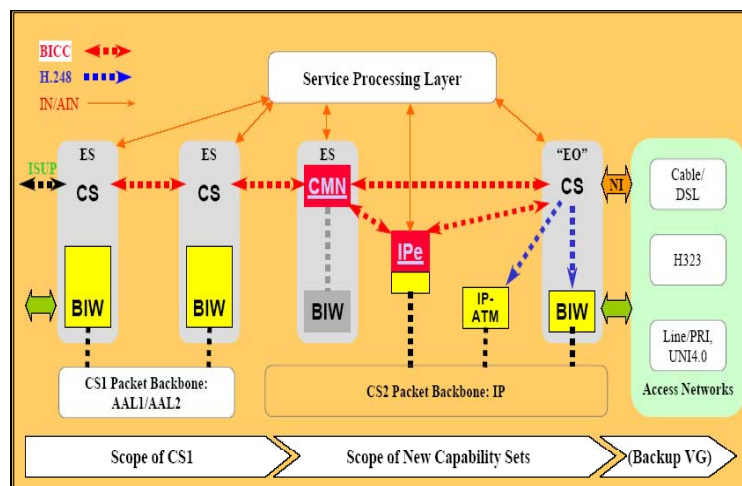 BICC
H.248
IN/AIN
Service Processing Layer
ES
ES
ES
"EO"
ISUP
CS
CS
CMN
CS
NI
Cable/
DSL
IPe
H323
BIW
BIW
BIW
IP-
ATM
BIW
Line/PRI,
UNI4.0
CS1 Packet Backbone:
AAL1/AAL2
CS2 Packet Backbone: IP
Access Networks
Scope of CS1
Scope of New Capability Sets
(Backup VG)